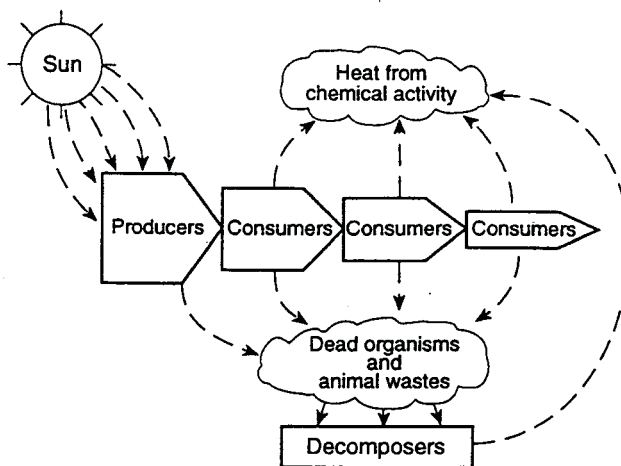 Sun
Heat from
chemical activity
Producers
Consumers
Consumers
Consumers
Dead organisms
and
animal wastes
Decomposers